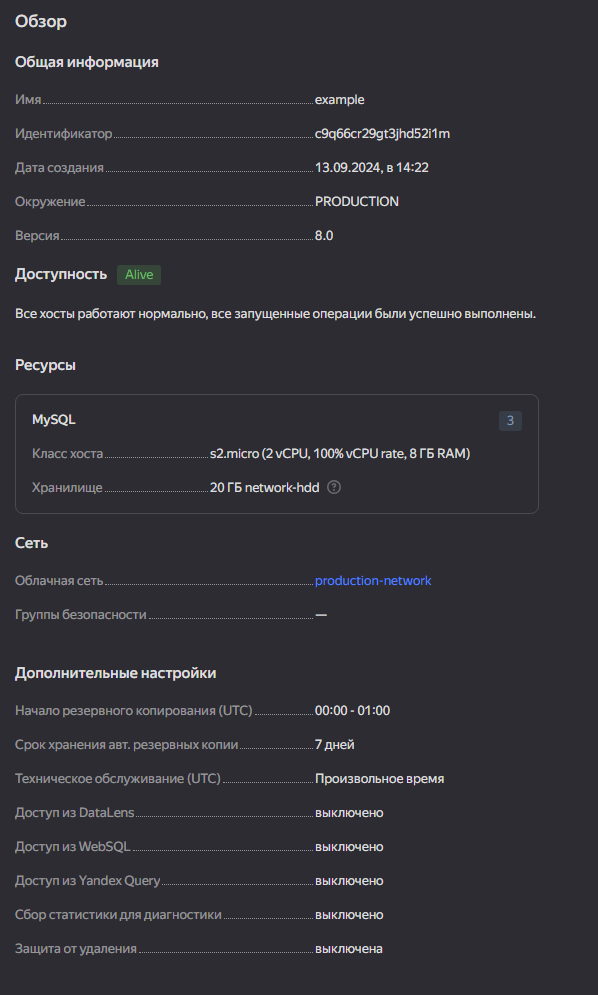 Обзор
Общая информация
Имя example
Идентификатор c9q66cr29gt3jhd52i1m
Дата создания 13.09.2024, в 14:22
Окружение PRODUCTION
Версия 8.0
Доступность Alive
Все хосты работают нормально, все запущенные операции были успешно выполнены.
Ресурсы
MySQL 3
Класс хоста s2.micro (2 vCPU, 100% vCPU rate, 8 ГБ RAM)
Хранилище 20 ГБ network-hdd ?
Сеть
Облачная сеть production-network
Группы безопасности —
Дополнительные настройки
Начало резервного копирования (UTC) 00:00 - 01:00
Срок хранения авт. резервных копии 7 дней
Техническое обслуживание (UTC) Произвольное время
Доступ из DataLens выключено
Доступ из WebSQL выключено
Доступ из Yandex Query выключено
Сбор статистики для диагностики выключено
Защита от удаления выключена